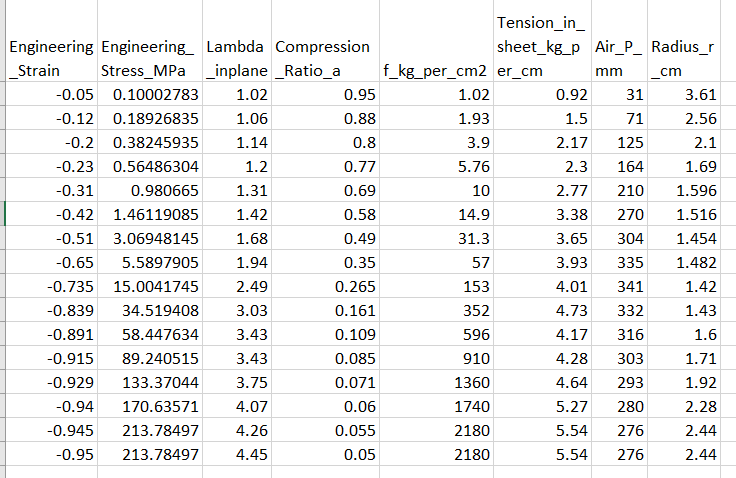 Engineering_Strain Engineering_Stress_MPa Lambda_inplane Compression_Ratio_a f_kg_per_cm2 Tension_in_sheet_kg_per_cm Air_P_mm Radius_r_cm
-0.05 0.10002783 1.02 0.95 1.02 0.92 31 3.61
-0.12 0.18926835 1.06 0.88 1.93 1.5 71 2.56
-0.2 0.38245935 1.14 0.8 3.9 2.17 125 2.1
-0.23 0.56486304 1.2 0.77 5.76 2.3 164 1.69
-0.31 0.980665 1.31 0.69 10 2.77 210 1.596
-0.42 1.46119085 1.42 0.58 14.9 3.38 270 1.516
-0.51 3.06948145 1.68 0.49 31.3 3.65 304 1.454
-0.65 5.5897905 1.94 0.35 57 3.93 335 1.482
-0.735 15.0041745 2.49 0.265 153 4.01 341 1.42
-0.839 34.519408 3.03 0.161 352 4.73 332 1.43
-0.891 58.447634 3.43 0.109 596 4.17 316 1.6
-0.915 89.240515 3.43 0.085 910 4.28 303 1.71
-0.929 133.37044 3.75 0.071 1360 4.64 293 1.92
-0.94 170.63571 4.07 0.06 1740 5.27 280 2.28
-0.945 213.78497 4.26 0.055 2180 5.54 276 2.44
-0.95 213.78497 4.45 0.05 2180 5.54 276 2.44